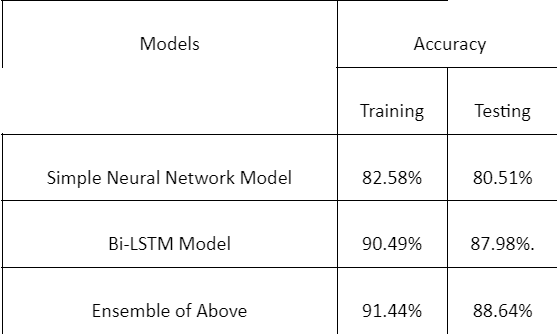 Models Accuracy
Training Testing
Simple Neural Network Model 82.58% 80.51%
Bi-LSTM Model 90.49% 87.98%.
Ensemble of Above 91.44% 88.64%